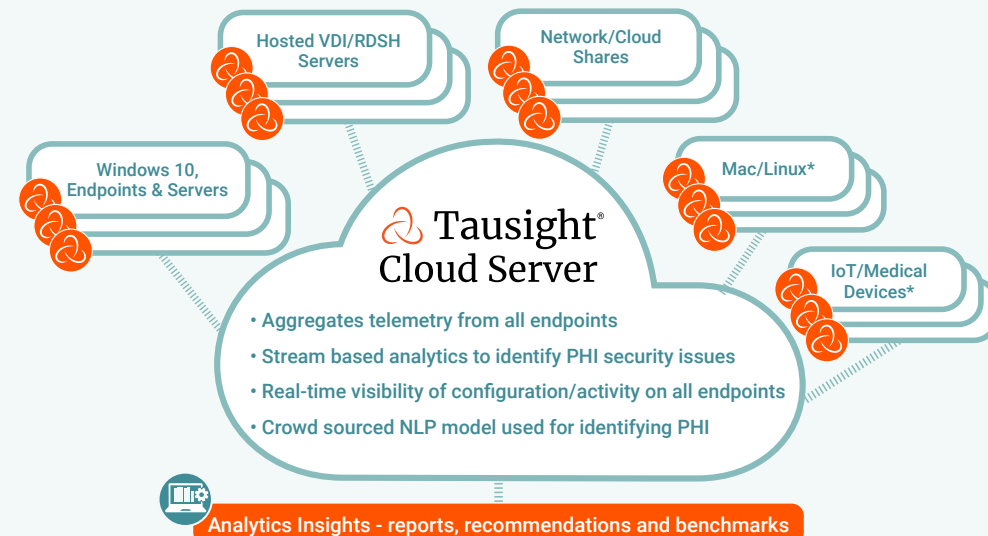 Hosted VDI/RDSH
Servers
Network/Cloud
Shares
Windows 10,
Endpoints & Servers
Mac/Linux*
IoT/Medical
Devices*
Tausight®
Cloud Server
• Aggregates telemetry from all endpoints
• Stream based analytics to identify PHI security issues
• Real-time visibility of configuration/activity on all endpoints
• Crowd sourced NLP model used for identifying PHI
Analytics Insights - reports, recommendations and benchmarks